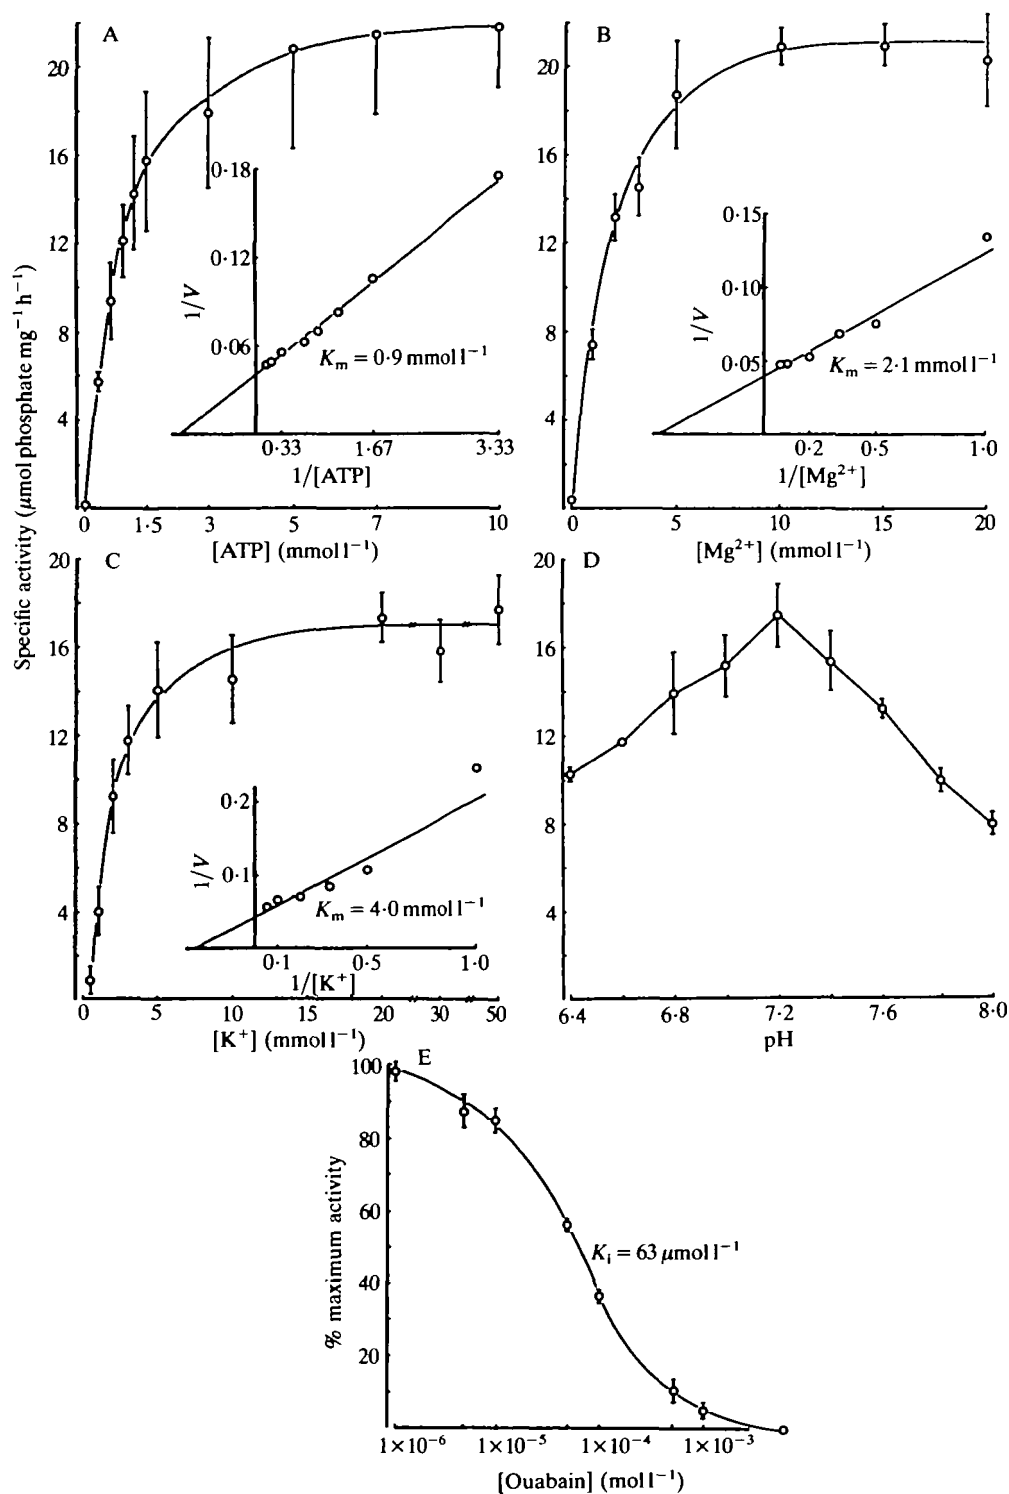 Specific activity (μmol phosphate mg⁻¹ h⁻¹)
A
20
16
12
8
4
0 1·5 3 5 7 10
[ATP] (mmol l⁻¹)
0·18
0·12
0·06
1/V
Kₘ = 0·9 mmol l⁻¹
0·33 1·67 3·33
1/[ATP]
B
20
16
12
8
4
0 5 10 15 20
[Mg²⁺] (mmol l⁻¹)
0·15
0·10
0·05
1/V
Kₘ = 2·1 mmol l⁻¹
0·2 0·5 1·0
1/[Mg²⁺]
C
20
16
12
8
4
0 5 10 15 20 30 50
[K⁺] (mmol l⁻¹)
0·2
0·1
1/V
Kₘ = 4·0 mmol l⁻¹
0·1 0·5 1·0
1/[K⁺]
D
20
16
12
8
4
6·4 6·8 7·2 7·6 8·0
pH
E
100
80
60
40
20
% maximum activity
Kᵢ = 63 μmol l⁻¹
1×10⁻⁶ 1×10⁻⁵ 1×10⁻⁴ 1×10⁻³
[Ouabain] (mol l⁻¹)